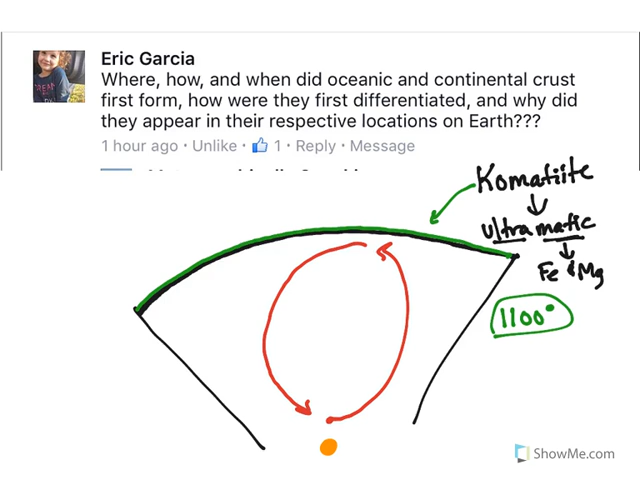 Eric Garcia
Where, how, and when did oceanic and continental crust
first form, how were they first differentiated, and why did
they appear in their respective locations on Earth???
1 hour ago · Unlike · 1 · Reply · Message
Komatiite
ultramatic
Fe & Mg
1100°
ShowMe.com